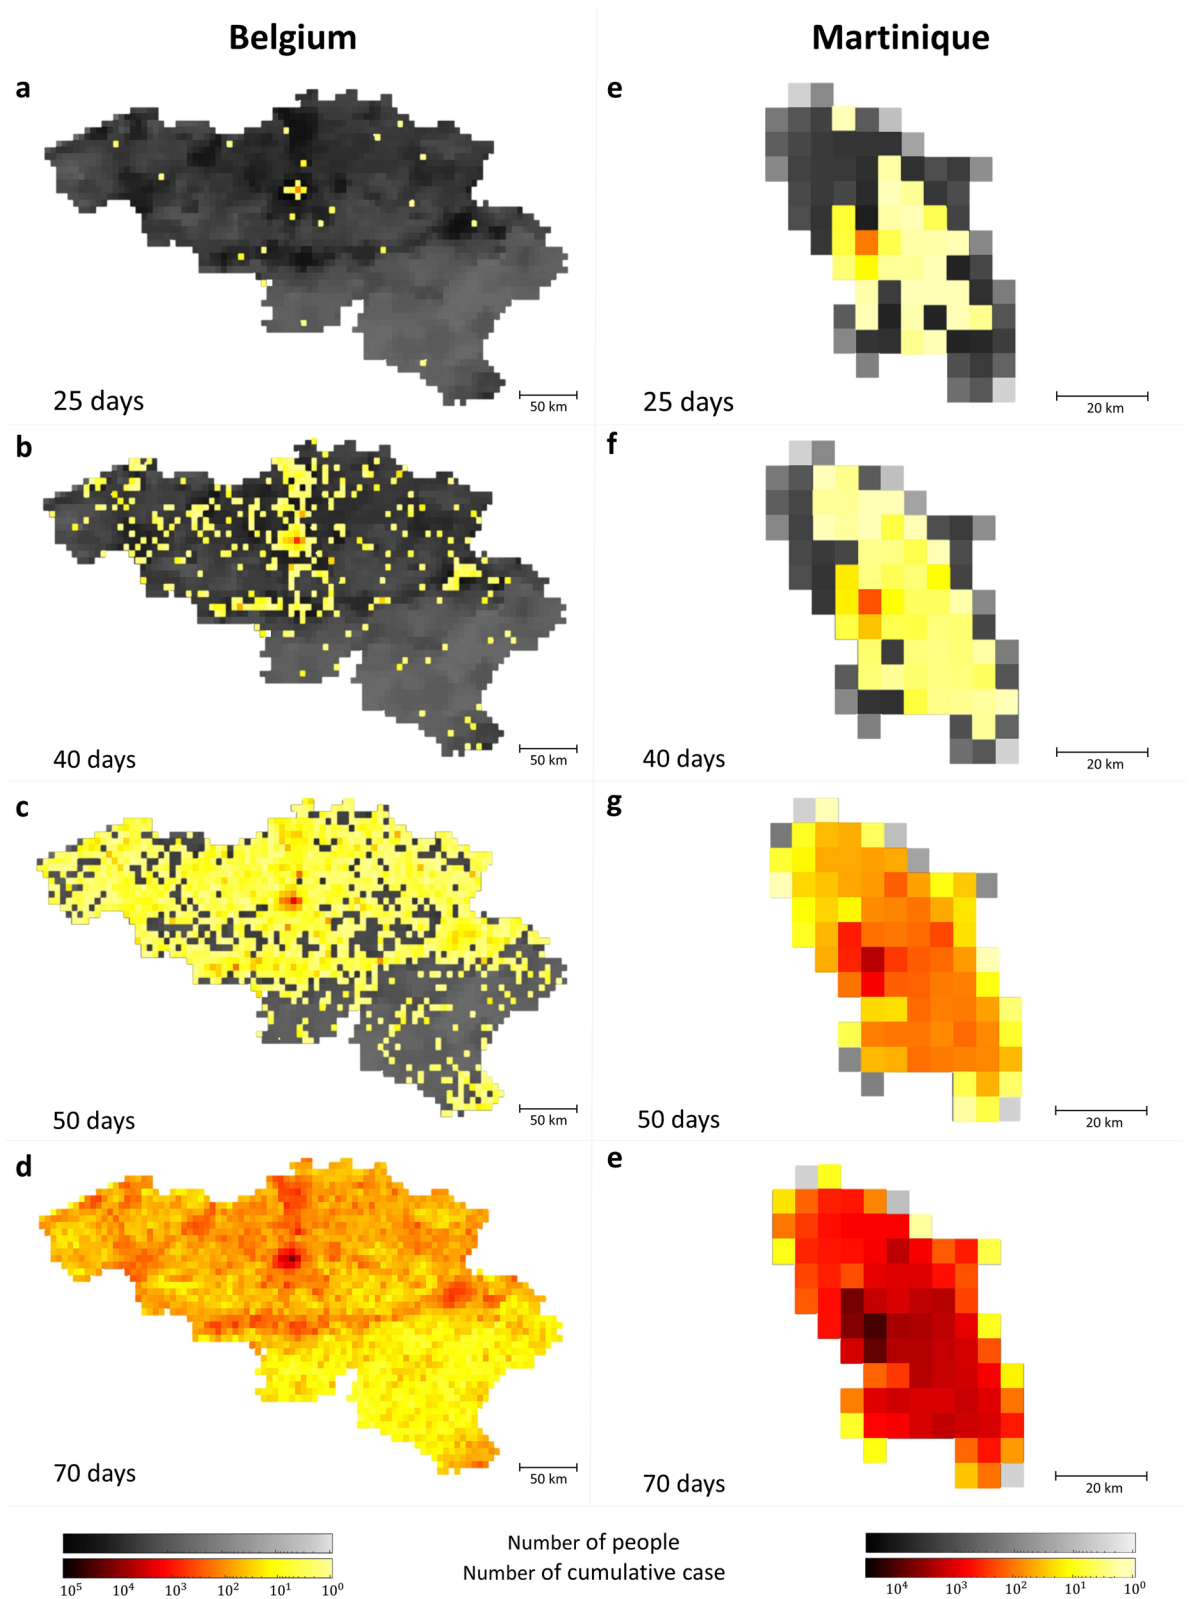 Belgium
Martinique
a
e
25 days
50 km
25 days
20 km
b
f
40 days
50 km
40 days
20 km
c
g
50 days
50 km
50 days
20 km
d
e
70 days
50 km
70 days
20 km
Number of people
Number of cumulative case
10⁵ 10⁴ 10³ 10² 10¹ 10⁰
10⁴ 10³ 10² 10¹ 10⁰